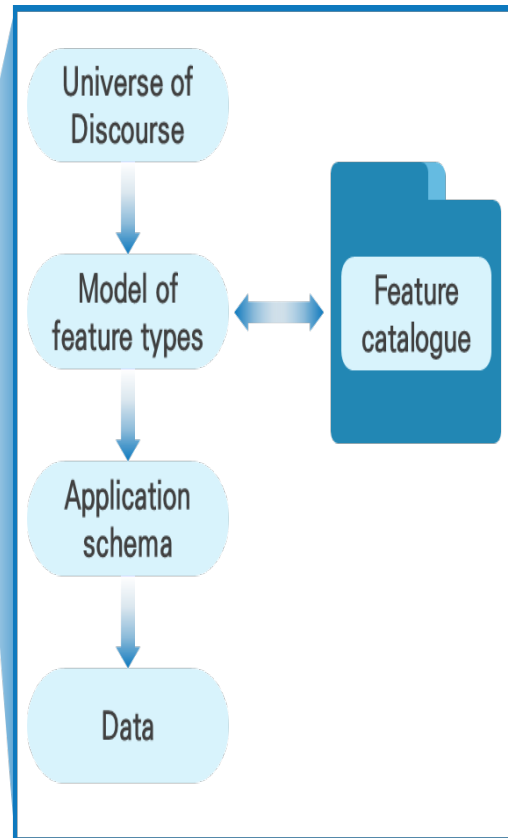 Universe of
Discourse
Model of
feature types
Feature
catalogue
Application
schema
Data